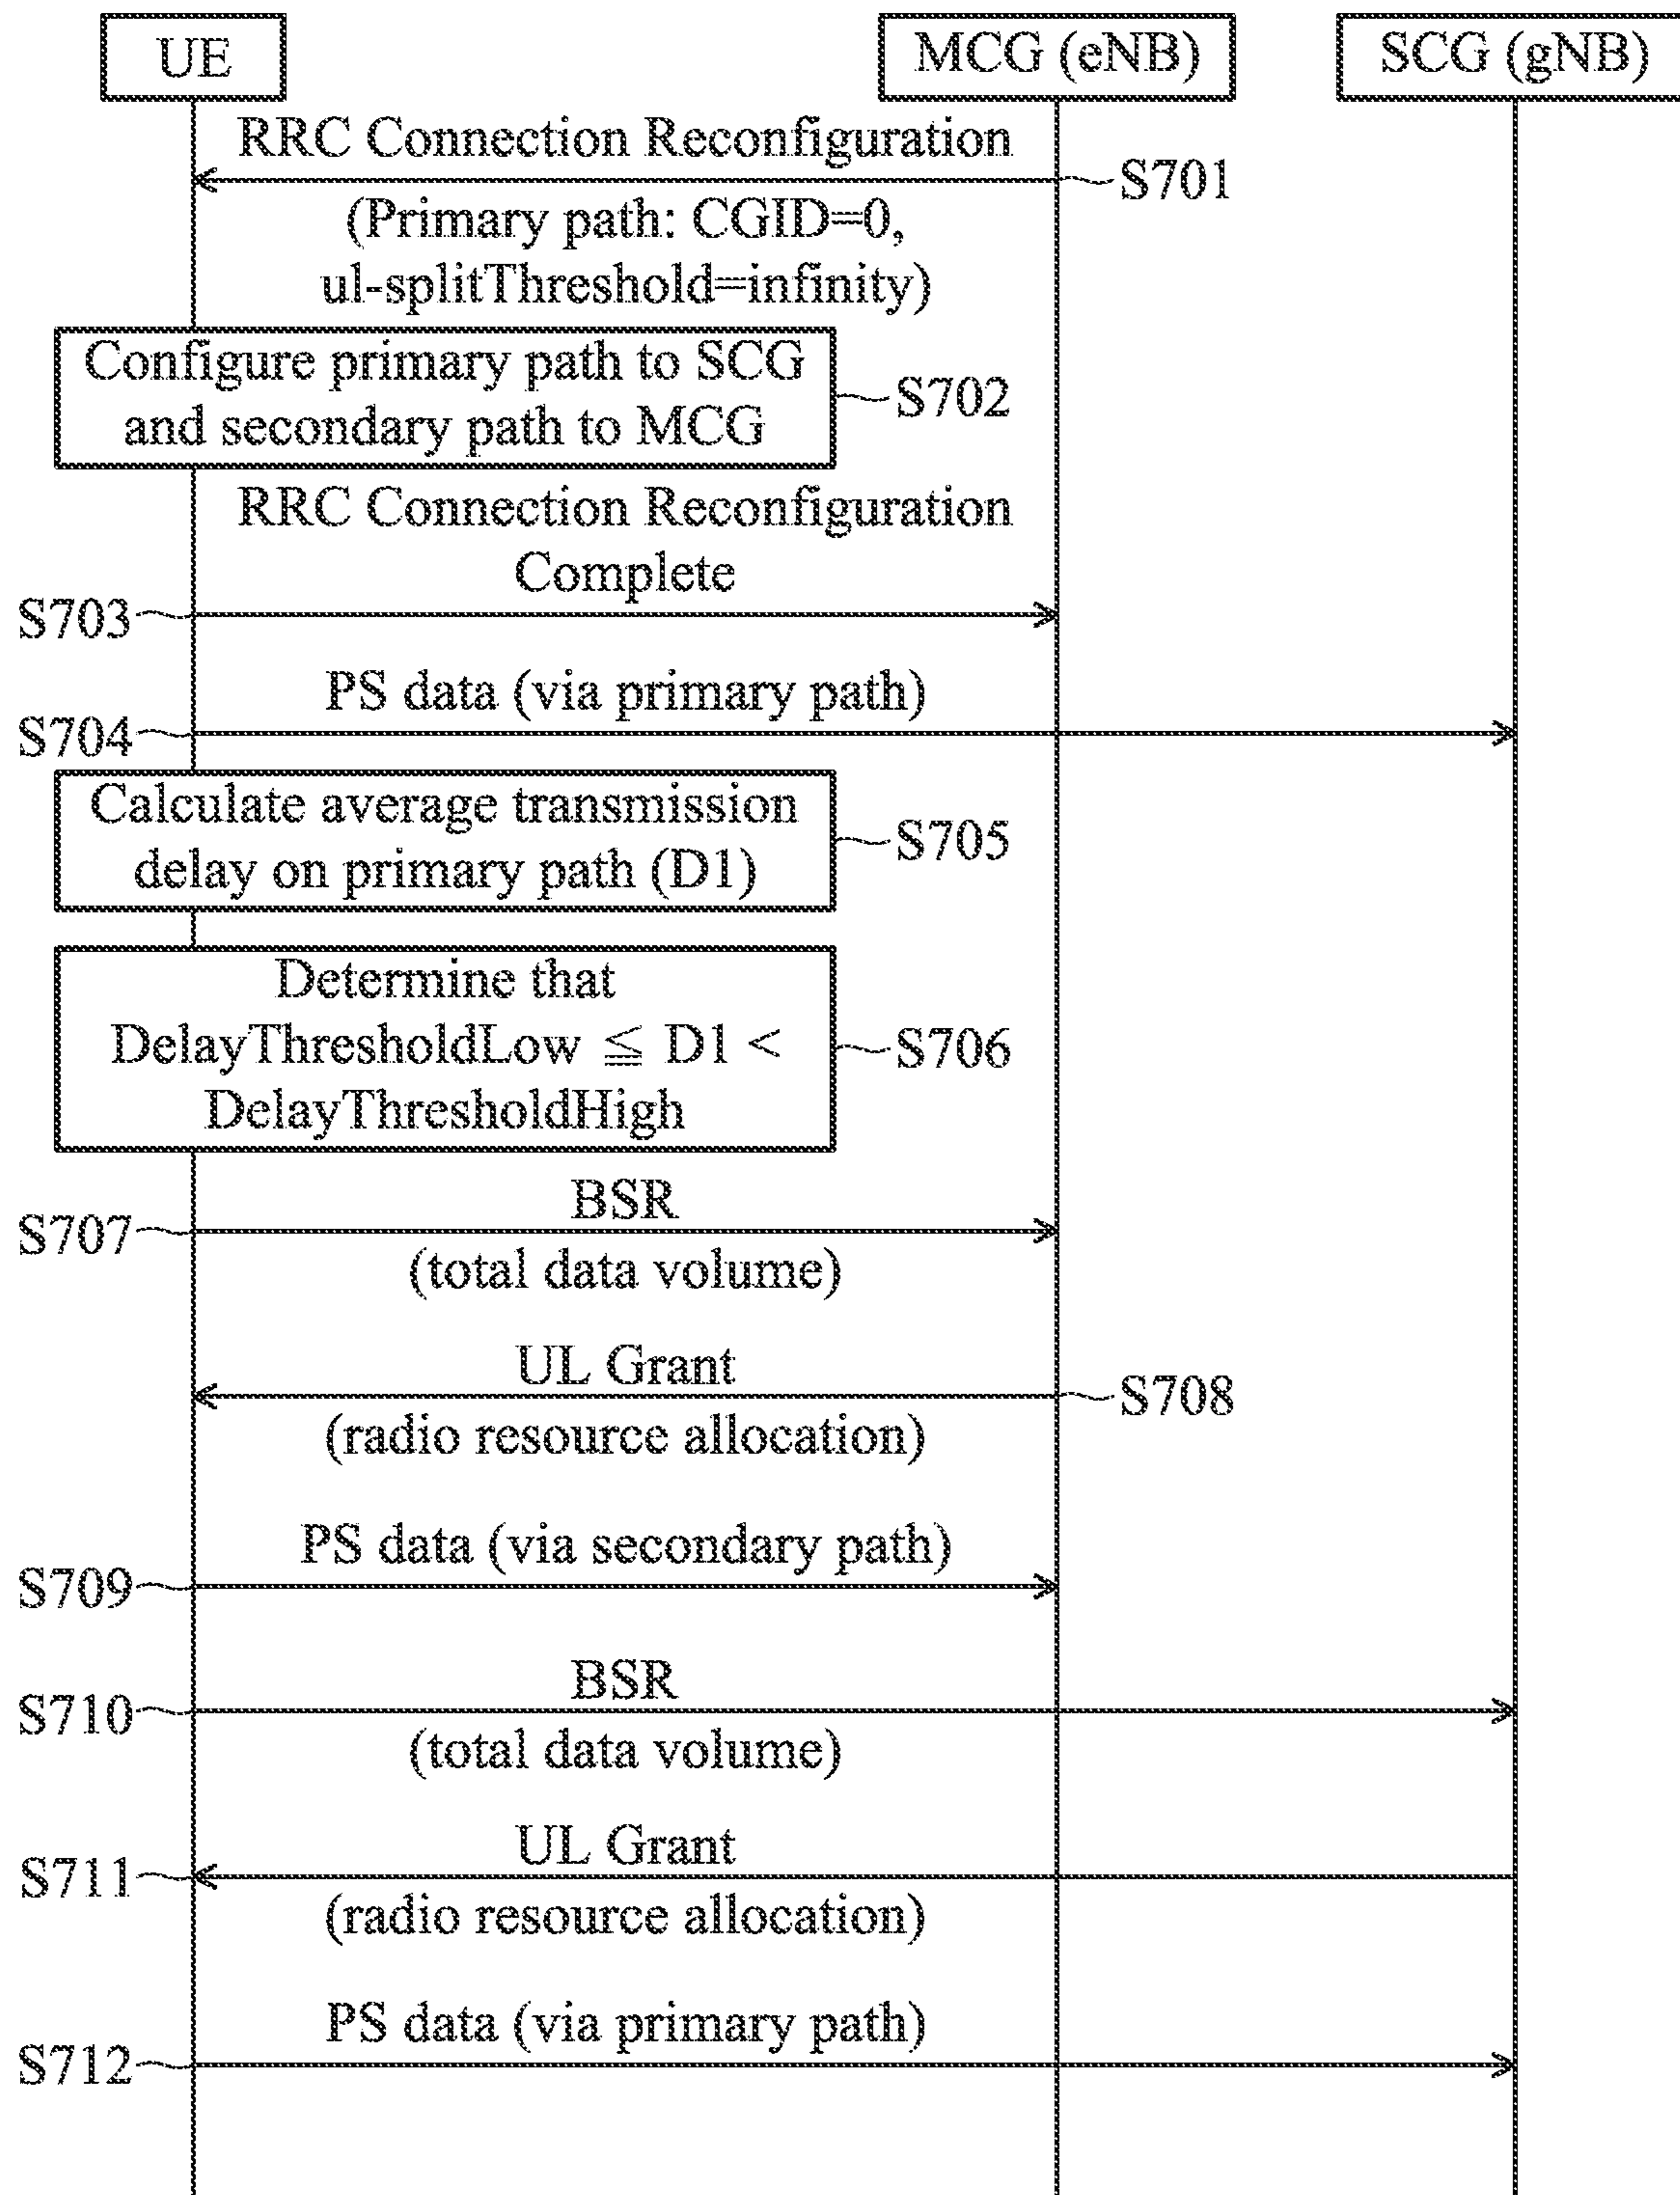 UE
MCG (eNB)
SCG (gNB)
RRC Connection Reconfiguration
S701
(Primary path: CGID=0,
ul-splitThreshold=infinity)
Configure primary path to SCG
and secondary path to MCG
S702
RRC Connection Reconfiguration
Complete
S703
PS data (via primary path)
S704
Calculate average transmission
delay on primary path (D1)
S705
Determine that
DelayThresholdLow ≦ D1 <
DelayThresholdHigh
S706
BSR
S707
(total data volume)
UL Grant
S708
(radio resource allocation)
PS data (via secondary path)
S709
BSR
S710
(total data volume)
UL Grant
S711
(radio resource allocation)
PS data (via primary path)
S712